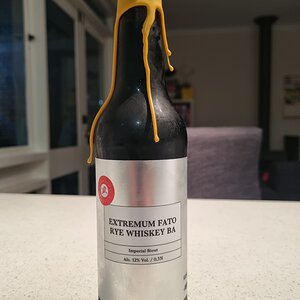 EXTREMUM FATO
RYE WHISKEY BA
Imperial Stout
Alc. 12% Vol. / 0,33l